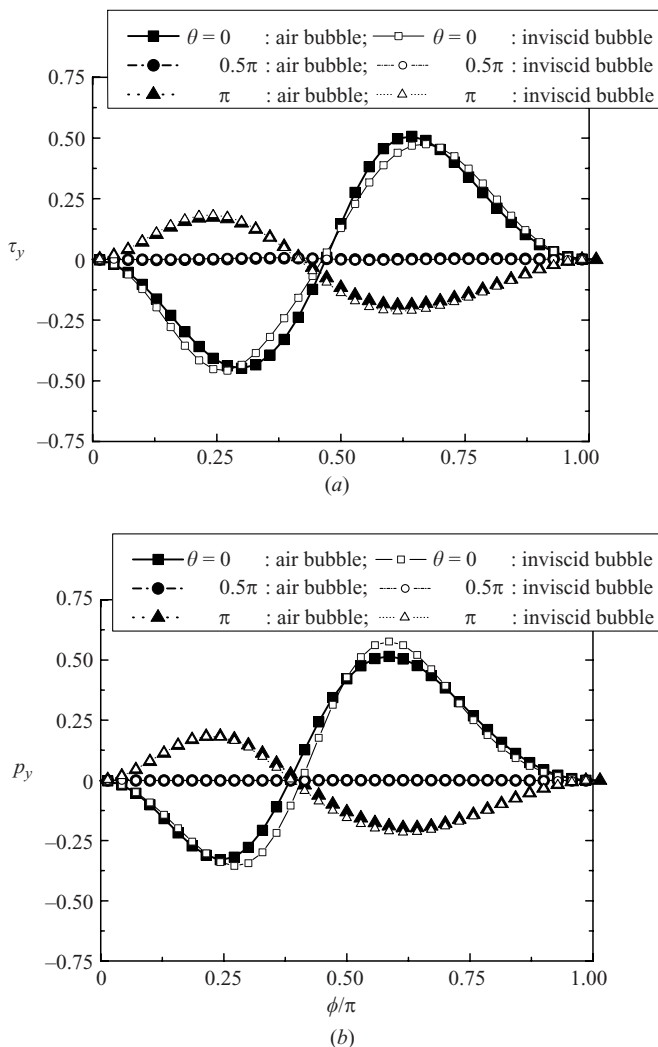 θ = 0 : air bubble; θ = 0 : inviscid bubble
0.5π : air bubble; 0.5π : inviscid bubble
π : air bubble; π : inviscid bubble
0.75
0.50
0.25
τy
0
–0.25
–0.50
–0.75
0 0.25 0.50 0.75 1.00
(a)
θ = 0 : air bubble; θ = 0 : inviscid bubble
0.5π : air bubble; 0.5π : inviscid bubble
π : air bubble; π : inviscid bubble
0.75
0.50
0.25
py
0
–0.25
–0.50
–0.75
0 0.25 0.50 0.75 1.00
ϕ/π
(b)